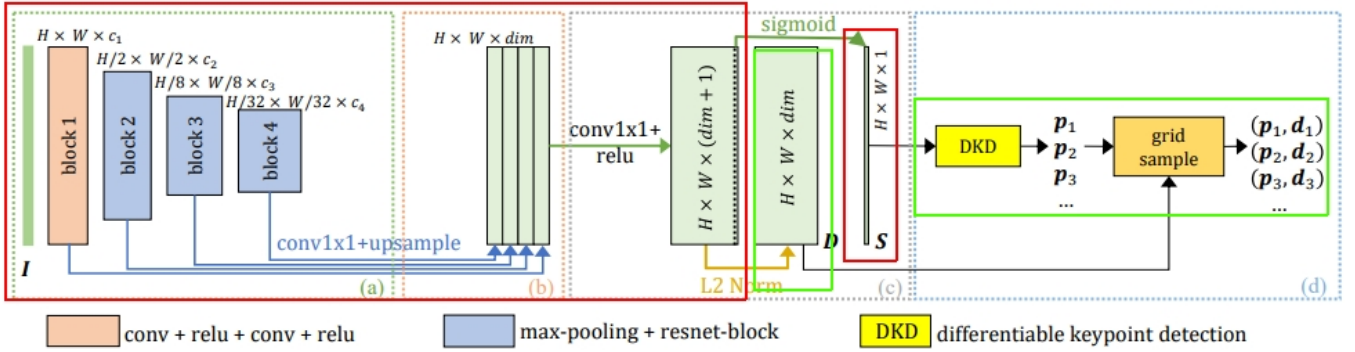 H × W × c₁
H/2 × W/2 × c₂
H/8 × W/8 × c₃
H/32 × W/32 × c₄
block 1
block 2
block 3
block 4
I
conv1x1+upsample
(a)
H × W × dim
(b)
conv1x1+
relu
H × W × (dim + 1)
sigmoid
H × W × dim
D
L2 Norm
H × W × 1
S
(c)
DKD
p₁
p₂
p₃
...
grid
sample
(p₁, d₁)
(p₂, d₂)
(p₃, d₃)
...
(d)
conv + relu + conv + relu
max-pooling + resnet-block
DKD differentiable keypoint detection